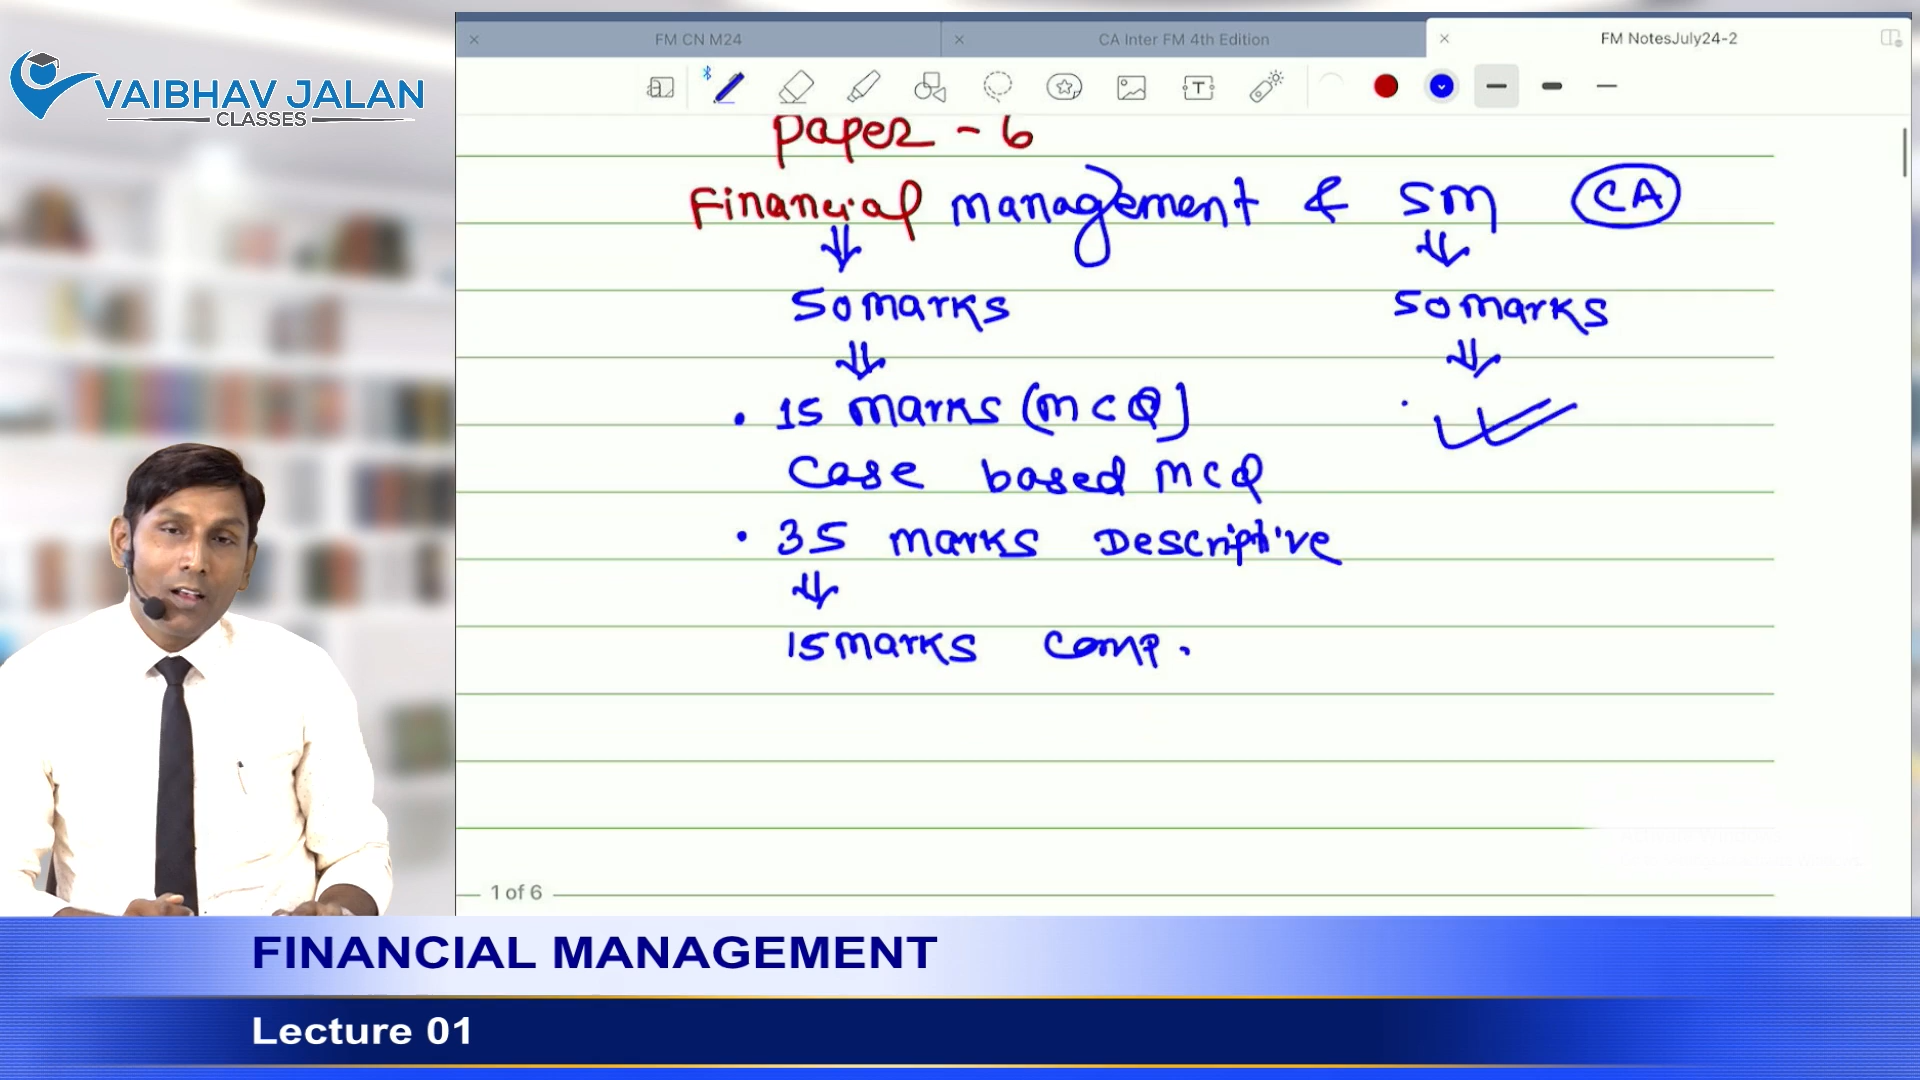 VAIBHAV JALAN
CLASSES
FM CN M24
CA Inter FM 4th Edition
FM NotesJuly24-2
T
Paper - 6
Financial management & SM CA
50 marks 50 marks
• 15 marks (MCQ)
Case based MCQ
• 35 marks Descriptive
15 marks comp.
1 of 6
FINANCIAL MANAGEMENT
Lecture 01